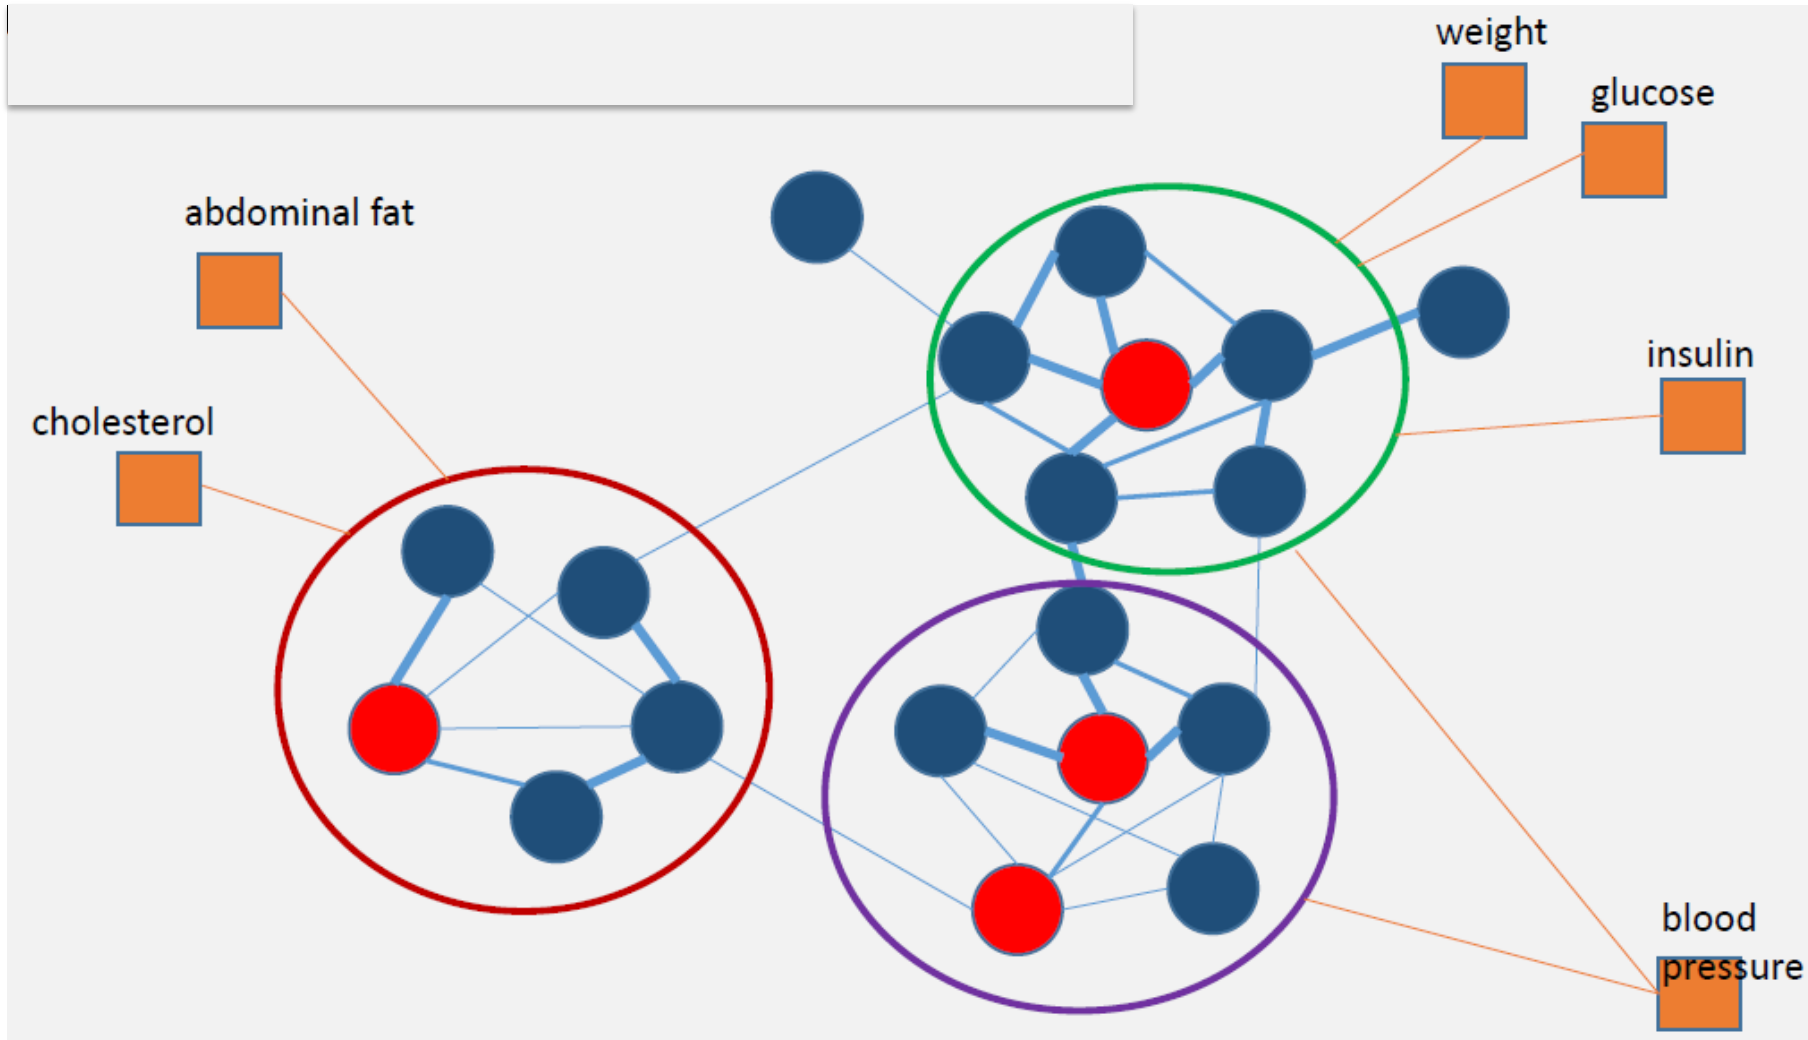 weight
glucose
abdominal fat
insulin
cholesterol
blood
pressure